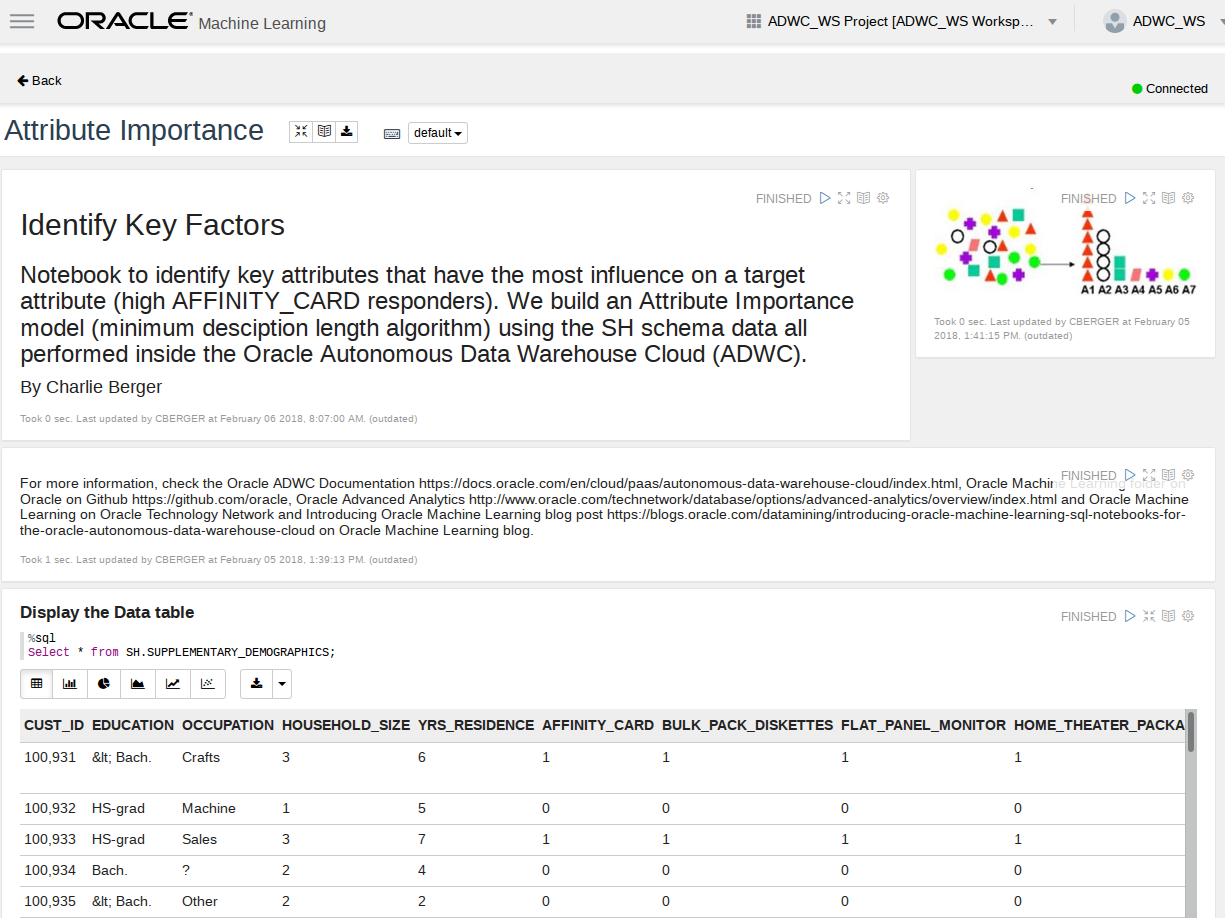 ORACLE Machine Learning
ADWC_WS Project [ADWC_WS Worksp...
ADWC_WS
Back
Connected
Attribute Importance
default
FINISHED
Identify Key Factors
Notebook to identify key attributes that have the most influence on a target
attribute (high AFFINITY_CARD responders). We build an Attribute Importance
model (minimum desciption length algorithm) using the SH schema data all
performed inside the Oracle Autonomous Data Warehouse Cloud (ADWC).
By Charlie Berger
Took 0 sec. Last updated by CBERGER at February 06 2018, 8:07:00 AM. (outdated)
FINISHED
A1 A2 A3 A4 A5 A6 A7
Took 0 sec. Last updated by CBERGER at February 05
2018, 1:41:15 PM. (outdated)
FINISHED
For more information, check the Oracle ADWC Documentation https://docs.oracle.com/en/cloud/paas/autonomous-data-warehouse-cloud/index.html, Oracle Machine Learning folder on
Oracle on Github https://github.com/oracle, Oracle Advanced Analytics http://www.oracle.com/technetwork/database/options/advanced-analytics/overview/index.html and Oracle Machine
Learning on Oracle Technology Network and Introducing Oracle Machine Learning blog post https://blogs.oracle.com/datamining/introducing-oracle-machine-learning-sql-notebooks-for-
the-oracle-autonomous-data-warehouse-cloud on Oracle Machine Learning blog.
Took 1 sec. Last updated by CBERGER at February 05 2018, 1:39:13 PM. (outdated)
Display the Data table
FINISHED
%sql
Select * from SH.SUPPLEMENTARY_DEMOGRAPHICS;
CUST_ID EDUCATION OCCUPATION HOUSEHOLD_SIZE YRS_RESIDENCE AFFINITY_CARD BULK_PACK_DISKETTES FLAT_PANEL_MONITOR HOME_THEATER_PACKA
100,931 &lt; Bach. Crafts 3 6 1 1 1 1
100,932 HS-grad Machine 1 5 0 0 0 0
100,933 HS-grad Sales 3 7 1 1 1 1
100,934 Bach. ? 2 4 0 0 0 0
100,935 &lt; Bach. Other 2 2 0 0 0 0